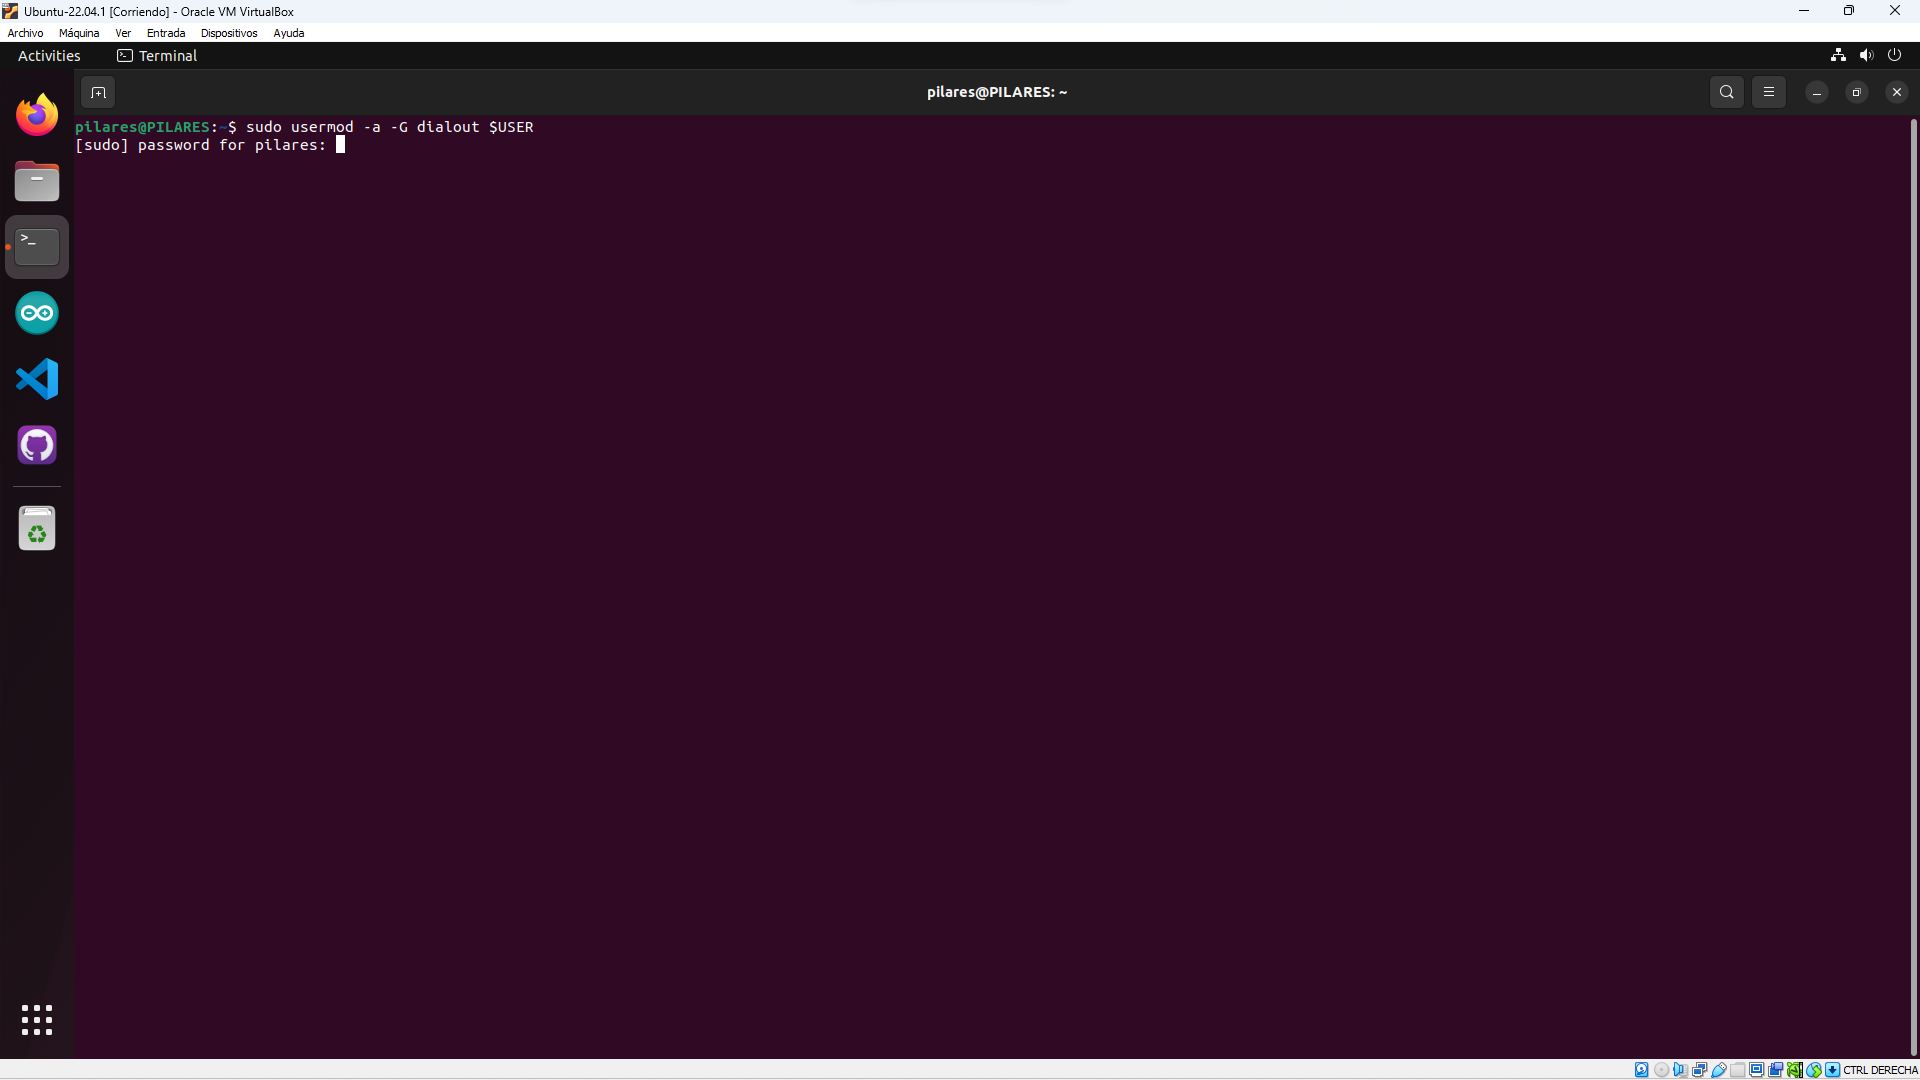 Ubuntu-22.04.1 [Corriendo] - Oracle VM VirtualBox
Archivo Máquina Ver Entrada Dispositivos Ayuda
Activities Terminal
pilares@PILARES: ~
pilares@PILARES:~$ sudo usermod -a -G dialout $USER
[sudo] password for pilares:
CTRL DERECHA